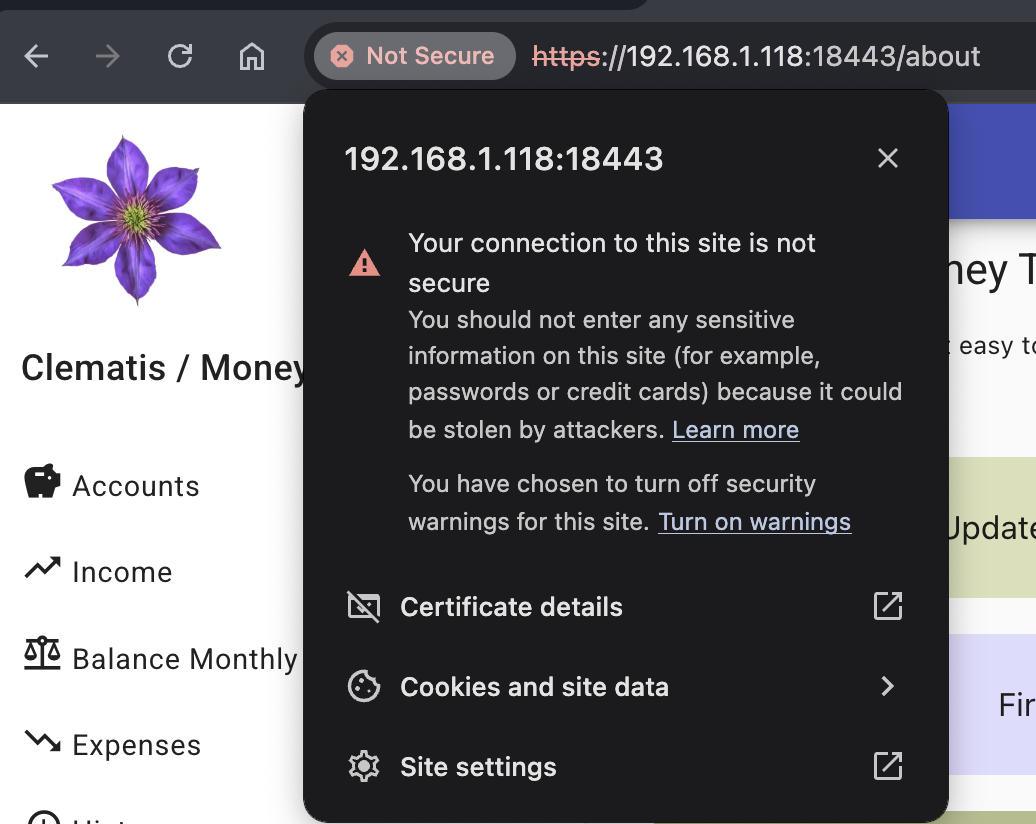 Not Secure
https://192.168.1.118:18443/about
192.168.1.118:18443
Your connection to this site is not
secure
You should not enter any sensitive
information on this site (for example,
passwords or credit cards) because it could
be stolen by attackers. Learn more
You have chosen to turn off security
warnings for this site. Turn on warnings
Certificate details
Cookies and site data
Site settings
Clematis / Money
Accounts
Income
Balance Monthly
Expenses
ney T
easy to
Update
Fir